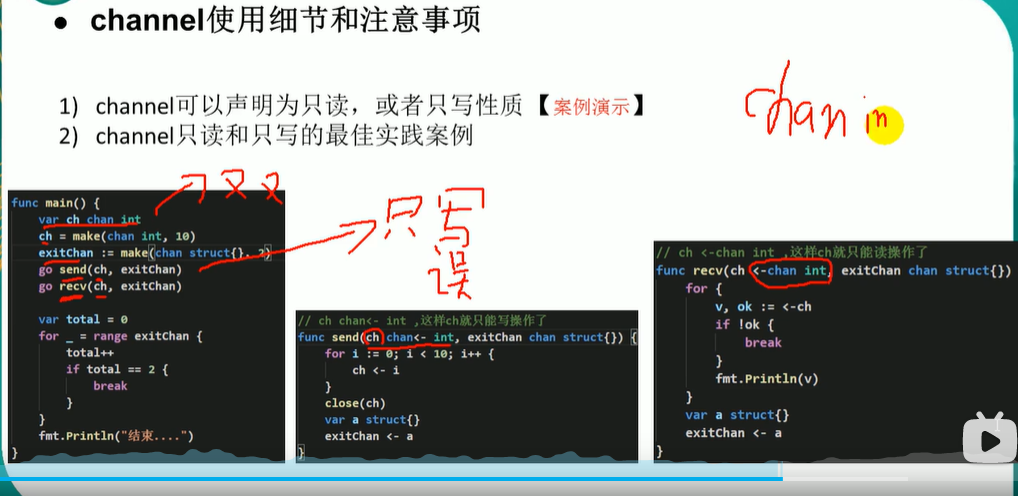 ● channel使用细节和注意事项
1) channel可以声明为只读，或者只写性质【案例演示】
2) channel只读和只写的最佳实践案例
chan in
双叉
只写
误
func main() {
var ch chan int
ch = make(chan int, 10)
exitChan := make(chan struct{}, 2)
go send(ch, exitChan)
go recv(ch, exitChan)
var total = 0
for _ = range exitChan {
total++
if total == 2 {
break
}
}
fmt.Println("结束....")
}
// ch chan<- int ,这样ch就只能写操作了
func send(ch chan<- int, exitChan chan struct{}) {
for i := 0; i < 10; i++ {
ch <- i
}
close(ch)
var a struct{}
exitChan <- a
}
// ch <-chan int ,这样ch就只能读操作了
func recv(ch <-chan int, exitChan chan struct{})
for {
v, ok := <-ch
if !ok {
break
}
fmt.Println(v)
}
var a struct{}
exitChan <- a
}